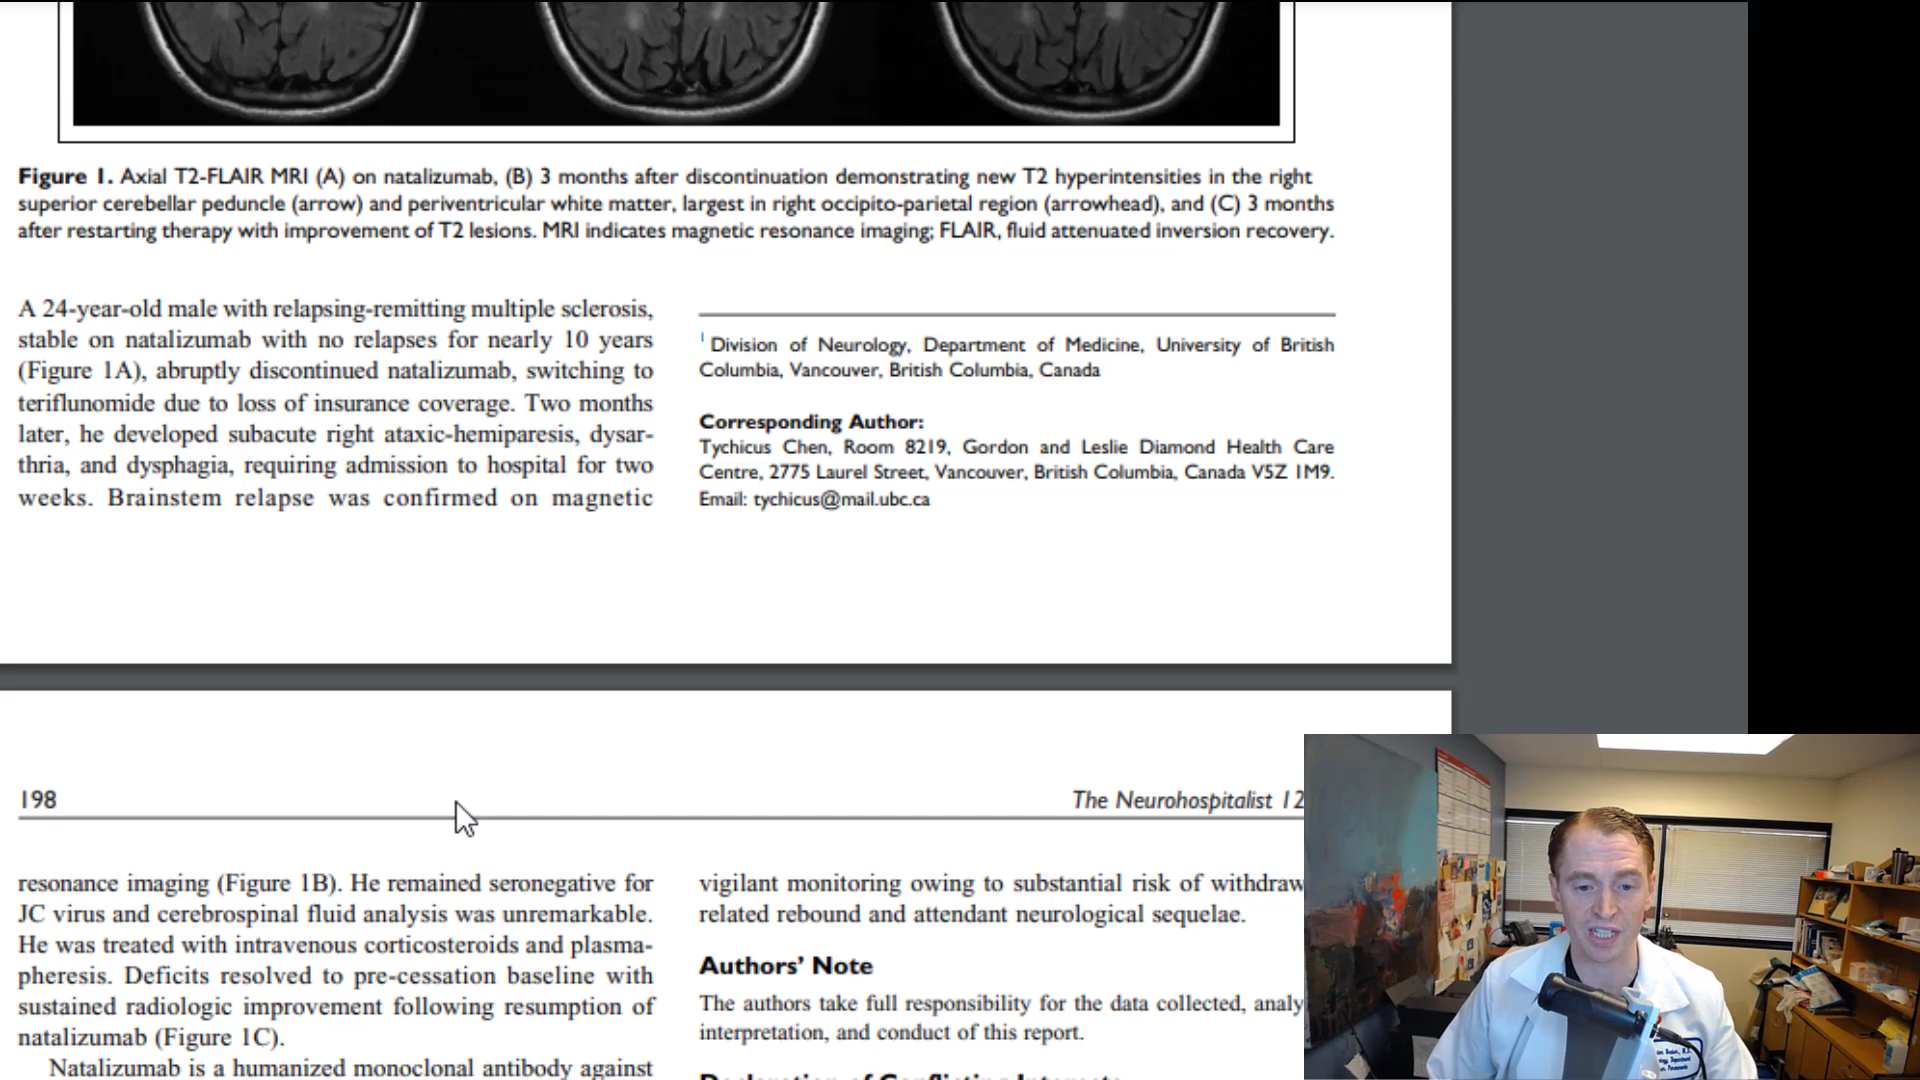 Figure 1. Axial T2-FLAIR MRI (A) on natalizumab, (B) 3 months after discontinuation demonstrating new T2 hyperintensities in the right
superior cerebellar peduncle (arrow) and periventricular white matter, largest in right occipito-parietal region (arrowhead), and (C) 3 months
after restarting therapy with improvement of T2 lesions. MRI indicates magnetic resonance imaging; FLAIR, fluid attenuated inversion recovery.
A 24-year-old male with relapsing-remitting multiple sclerosis,
stable on natalizumab with no relapses for nearly 10 years
(Figure 1A), abruptly discontinued natalizumab, switching to
teriflunomide due to loss of insurance coverage. Two months
later, he developed subacute right ataxic-hemiparesis, dysar-
thria, and dysphagia, requiring admission to hospital for two
weeks. Brainstem relapse was confirmed on magnetic
1 Division of Neurology, Department of Medicine, University of British
Columbia, Vancouver, British Columbia, Canada
Corresponding Author:
Tychicus Chen, Room 8219, Gordon and Leslie Diamond Health Care
Centre, 2775 Laurel Street, Vancouver, British Columbia, Canada V5Z 1M9.
Email: tychicus@mail.ubc.ca
198
The Neurohospitalist 12
resonance imaging (Figure 1B). He remained seronegative for
JC virus and cerebrospinal fluid analysis was unremarkable.
He was treated with intravenous corticosteroids and plasma-
pheresis. Deficits resolved to pre-cessation baseline with
sustained radiologic improvement following resumption of
natalizumab (Figure 1C).
Natalizumab is a humanized monoclonal antibody against
vigilant monitoring owing to substantial risk of withdraw
related rebound and attendant neurological sequelae.
Authors' Note
The authors take full responsibility for the data collected, analy
interpretation, and conduct of this report.